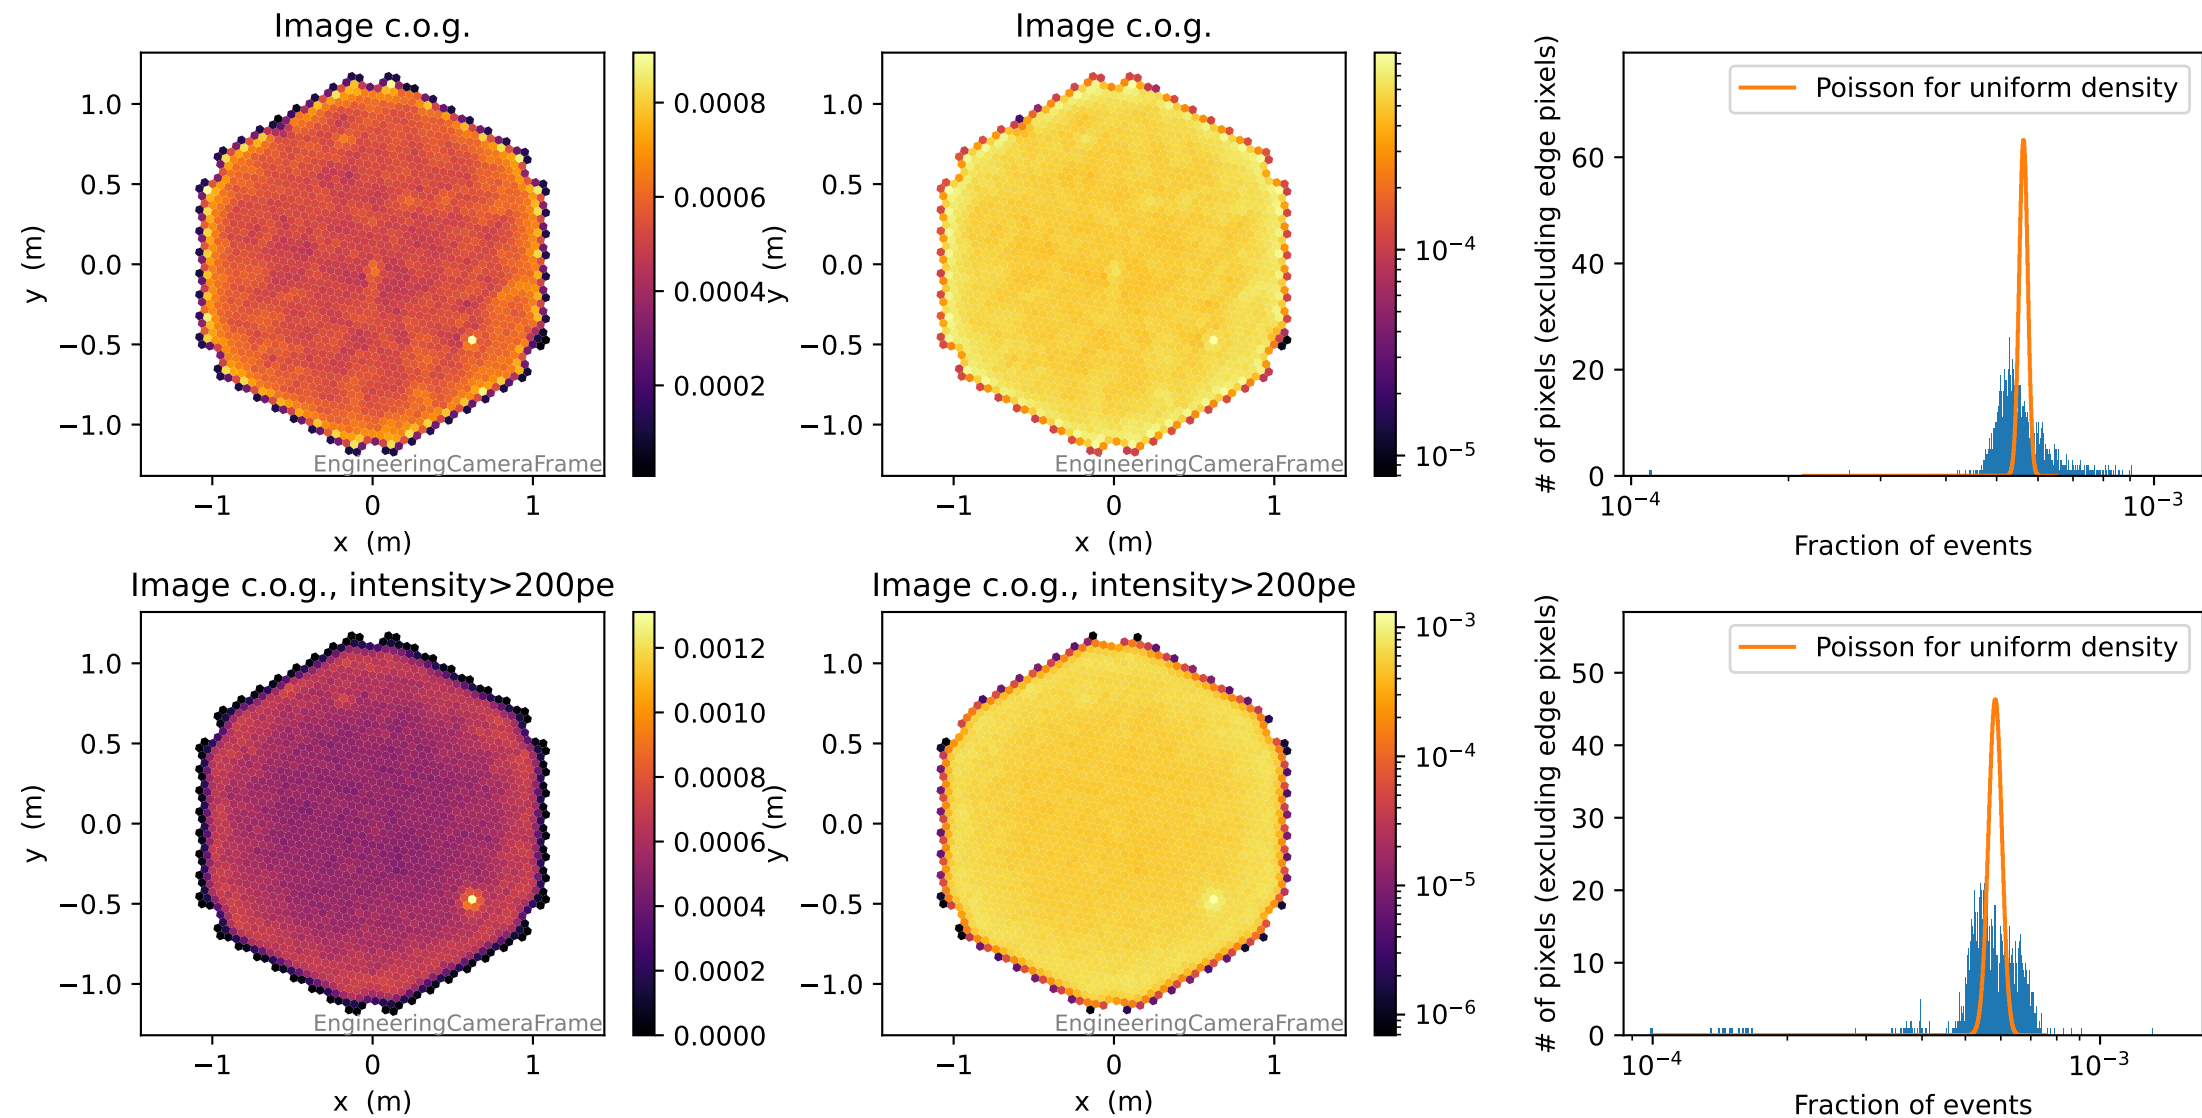 Image c.o.g.
y (m)
1.0
0.5
0.0
−0.5
−1.0
EngineeringCameraFrame
−1 0 1
x (m)
0.0008
0.0006
0.0004
0.0002
Image c.o.g.
y (m)
1.0
0.5
0.0
−0.5
−1.0
EngineeringCameraFrame
−1 0 1
x (m)
10⁻⁴
10⁻⁵
# of pixels (excluding edge pixels)
Poisson for uniform density
60
40
20
0
10⁻⁴ 10⁻³
Fraction of events
Image c.o.g., intensity>200pe
y (m)
1.0
0.5
0.0
−0.5
−1.0
EngineeringCameraFrame
−1 0 1
x (m)
0.0012
0.0010
0.0008
0.0006
0.0004
0.0002
0.0000
Image c.o.g., intensity>200pe
y (m)
1.0
0.5
0.0
−0.5
−1.0
EngineeringCameraFrame
−1 0 1
x (m)
10⁻³
10⁻⁴
10⁻⁵
10⁻⁶
# of pixels (excluding edge pixels)
Poisson for uniform density
50
40
30
20
10
0
10⁻⁴ 10⁻³
Fraction of events